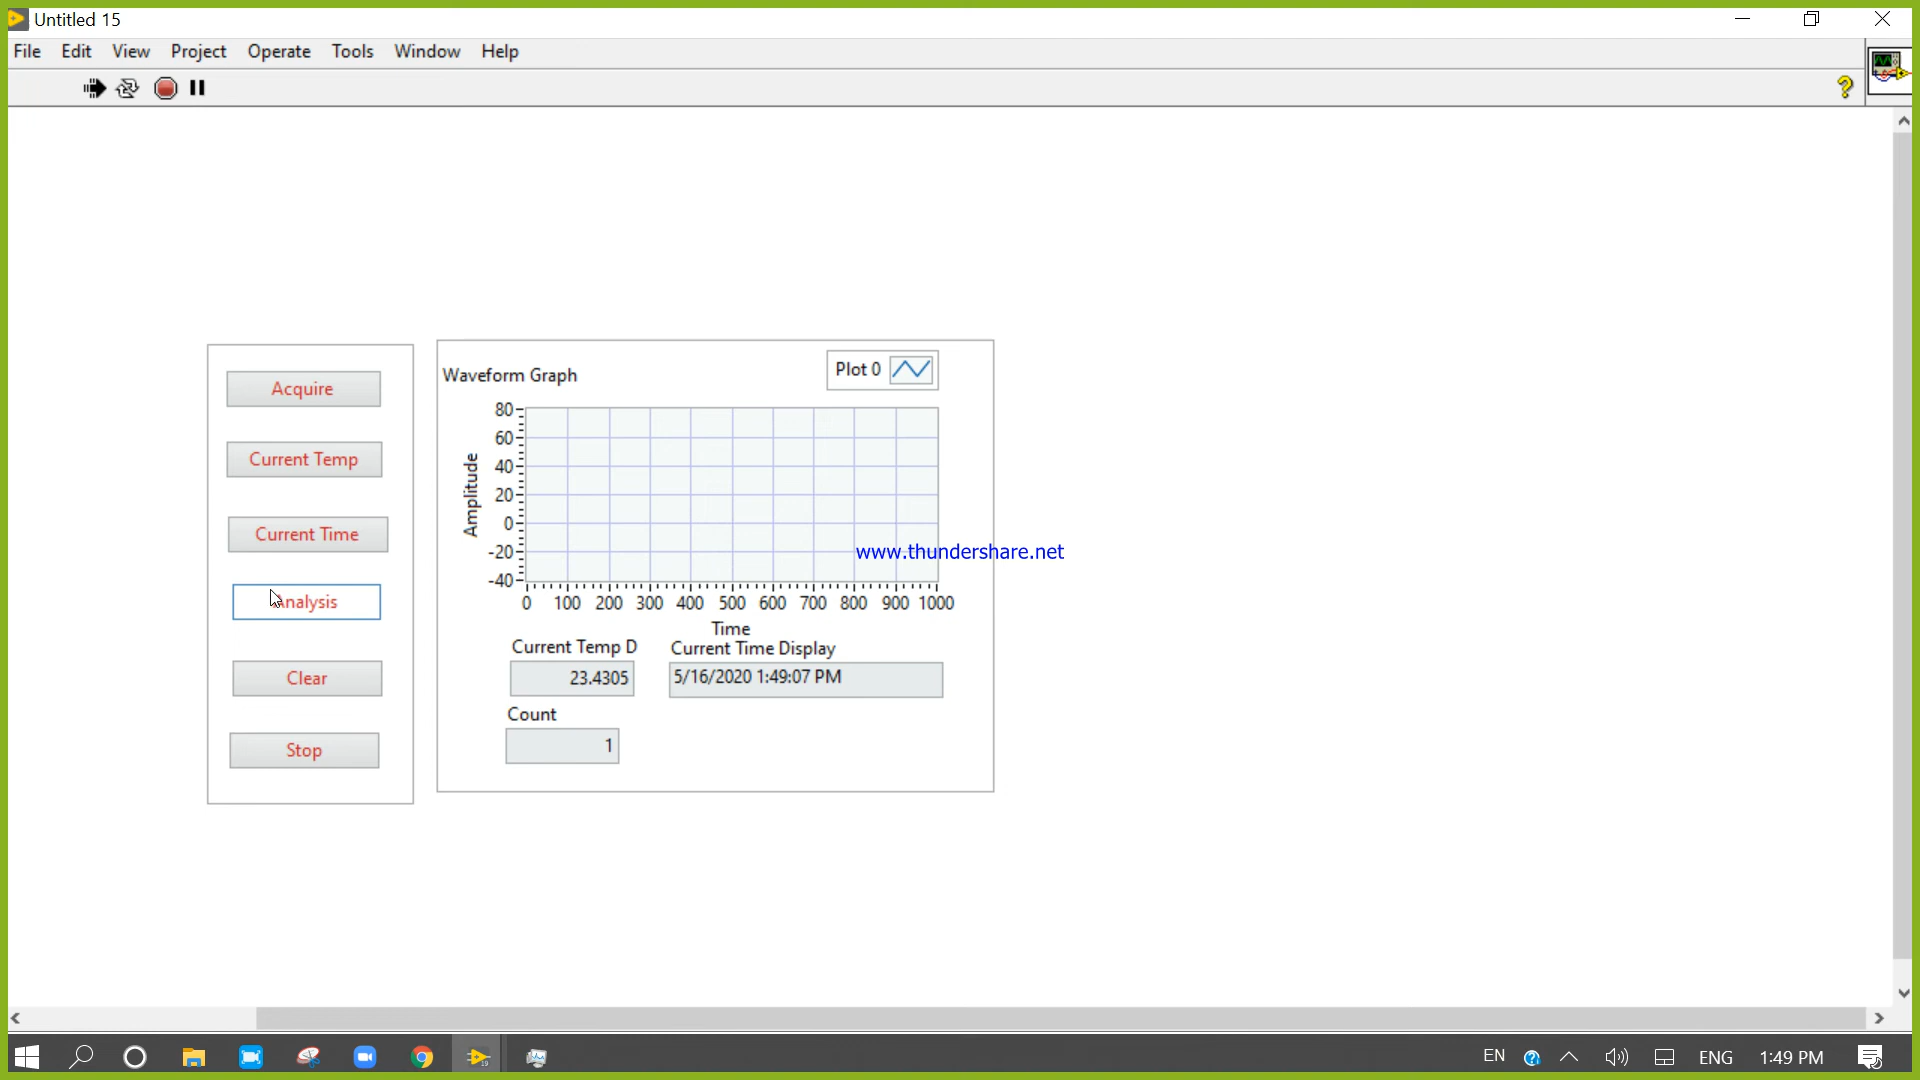 Untitled 15
File Edit View Project Operate Tools Window Help
Acquire
Current Temp
Current Time
Analysis
Clear
Stop
Waveform Graph
Plot 0
Amplitude
80
60
40
20
0
-20
-40
0 100 200 300 400 500 600 700 800 900 1000
Time
www.thundershare.net
Current Temp D
23.4305
Current Time Display
5/16/2020 1:49:07 PM
Count
1
EN ENG 1:49 PM